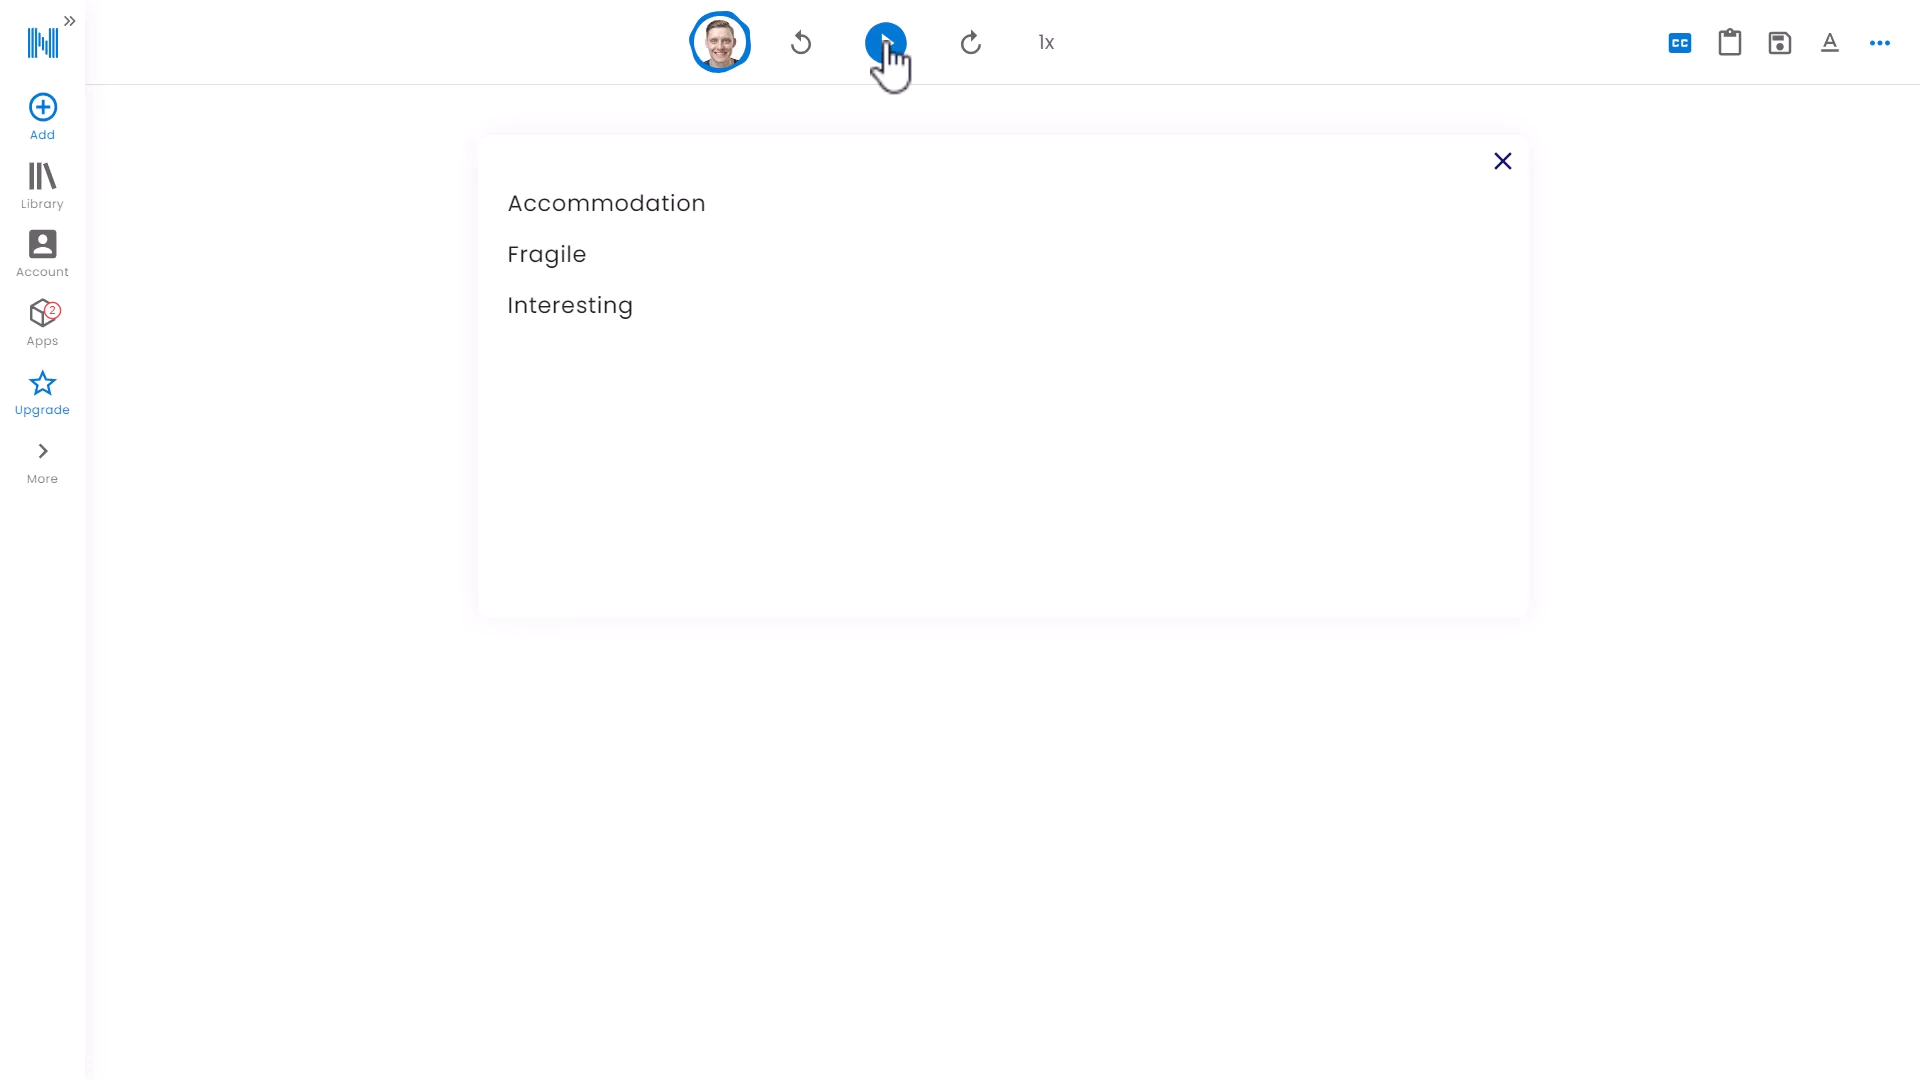 1x
CC
A
Add
Library
Account
2
Apps
Upgrade
More
Accommodation
Fragile
Interesting